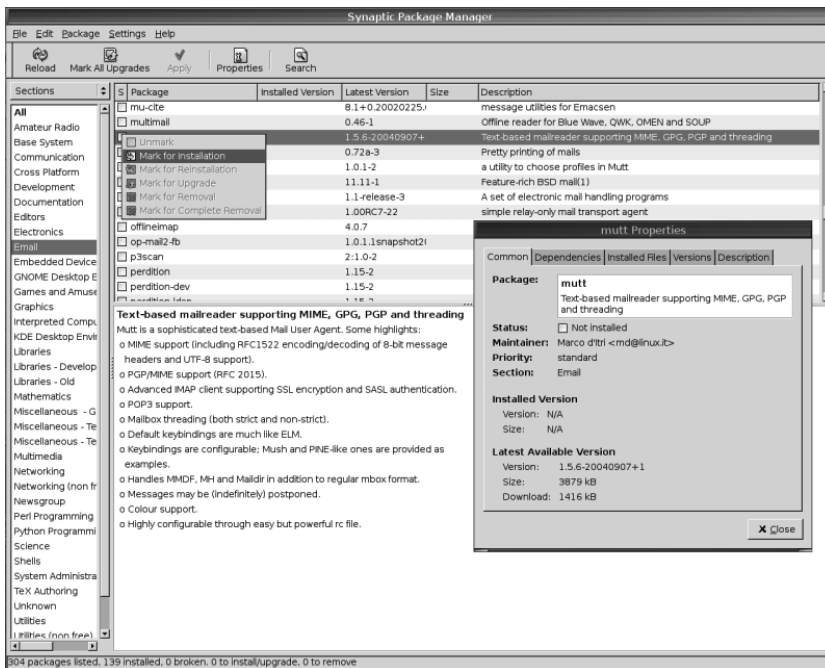 Synaptic Package Manager
File Edit Package Settings Help
Reload Mark All Upgrades Apply Properties Search
Sections
All
Amateur Radio
Base System
Communication
Cross Platform
Development
Documentation
Editors
Electronics
Email
Embedded Device
GNOME Desktop E
Games and Amuse
Graphics
Interpreted Compu
KDE Desktop Envir
Libraries
Libraries - Develop
Libraries - Old
Mathematics
Miscellaneous - G
Miscellaneous - Te
Miscellaneous - Te
Multimedia
Networking
Networking (non fr
Newsgroup
Perl Programming
Python Programmi
Science
Shells
System Administra
TeX Authoring
Unknown
Utilities
Utilities (non free)
S Package Installed Version Latest Version Size Description
mu-cite 8.1+0.20020225. message utilities for Emacsen
multimail 0.46-1 Offline reader for Blue Wave, QWK, OMEN and SOUP
1.5.6-20040907+ Text-based mailreader supporting MIME, GPG, PGP and threading
0.72a-3 Pretty printing of mails
1.0.1-2 a utility to choose profiles in Mutt
11.11-1 Feature-rich BSD mail(1)
1.1-release-3 A set of electronic mail handling programs
1.00RC7-22 simple relay-only mail transport agent
offlineimap 4.0.7
op-mail2-fb 1.0.1.1snapshot2(
p3scan 2:1.0-2
perdition 1.15-2
perdition-dev 1.15-2
perdition-ldap 1.15-2
Unmark
Mark for Installation
Mark for Reinstallation
Mark for Upgrade
Mark for Removal
Mark for Complete Removal
Text-based mailreader supporting MIME, GPG, PGP and threading
Mutt is a sophisticated text-based Mail User Agent. Some highlights:
o MIME support (including RFC1522 encoding/decoding of 8-bit message
headers and UTF-8 support).
o PGP/MIME support (RFC 2015).
o Advanced IMAP client supporting SSL encryption and SASL authentication.
o POP3 support.
o Mailbox threading (both strict and non-strict).
o Default keybindings are much like ELM.
o Keybindings are configurable; Mush and PINE-like ones are provided as
examples.
o Handles MMDF, MH and Maildir in addition to regular mbox format.
o Messages may be (indefinitely) postponed.
o Colour support.
o Highly configurable through easy but powerful rc file.
mutt Properties
Common Dependencies Installed Files Versions Description
Package: mutt
Text-based mailreader supporting MIME, GPG, PGP
and threading
Status: Not installed
Maintainer: Marco d'Itri <md@linux.it>
Priority: standard
Section: Email
Installed Version
Version: N/A
Size: N/A
Latest Available Version
Version: 1.5.6-20040907+1
Size: 3879 kB
Download: 1416 kB
Close
304 packages listed, 139 installed, 0 broken. 0 to install/upgrade, 0 to remove